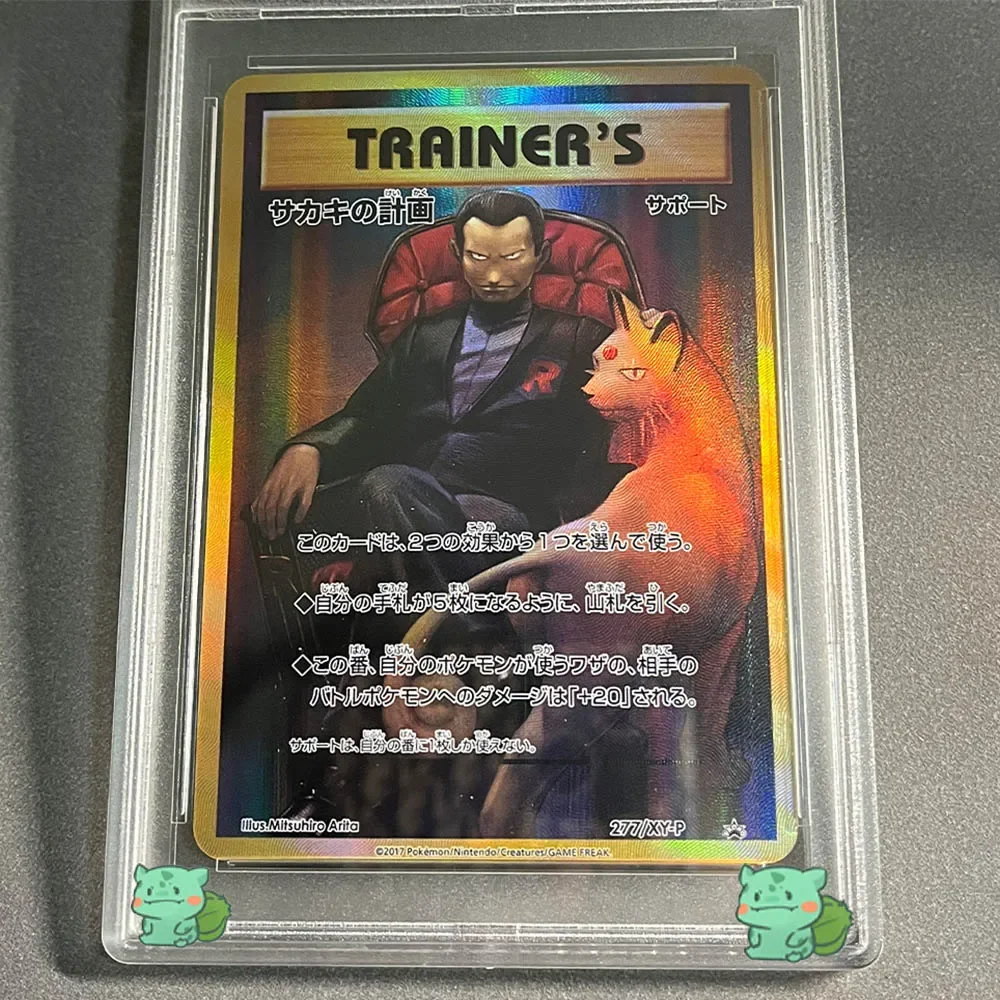 TRAINER'S
サカキの計画
サポート
R
このカードは、2つの効果から1つを選んで使う。
◆自分の手札が5枚になるように、山札を引く。
◆この番、自分のポケモンが使うワザの、相手の
バトルポケモンへのダメージは「+20」される。
サポートは、自分の番に1枚しか使えない。
Illus.Mitsuhiro Arita
277/XY-P
©2017 Pokémon/Nintendo/Creatures/GAME FREAK.